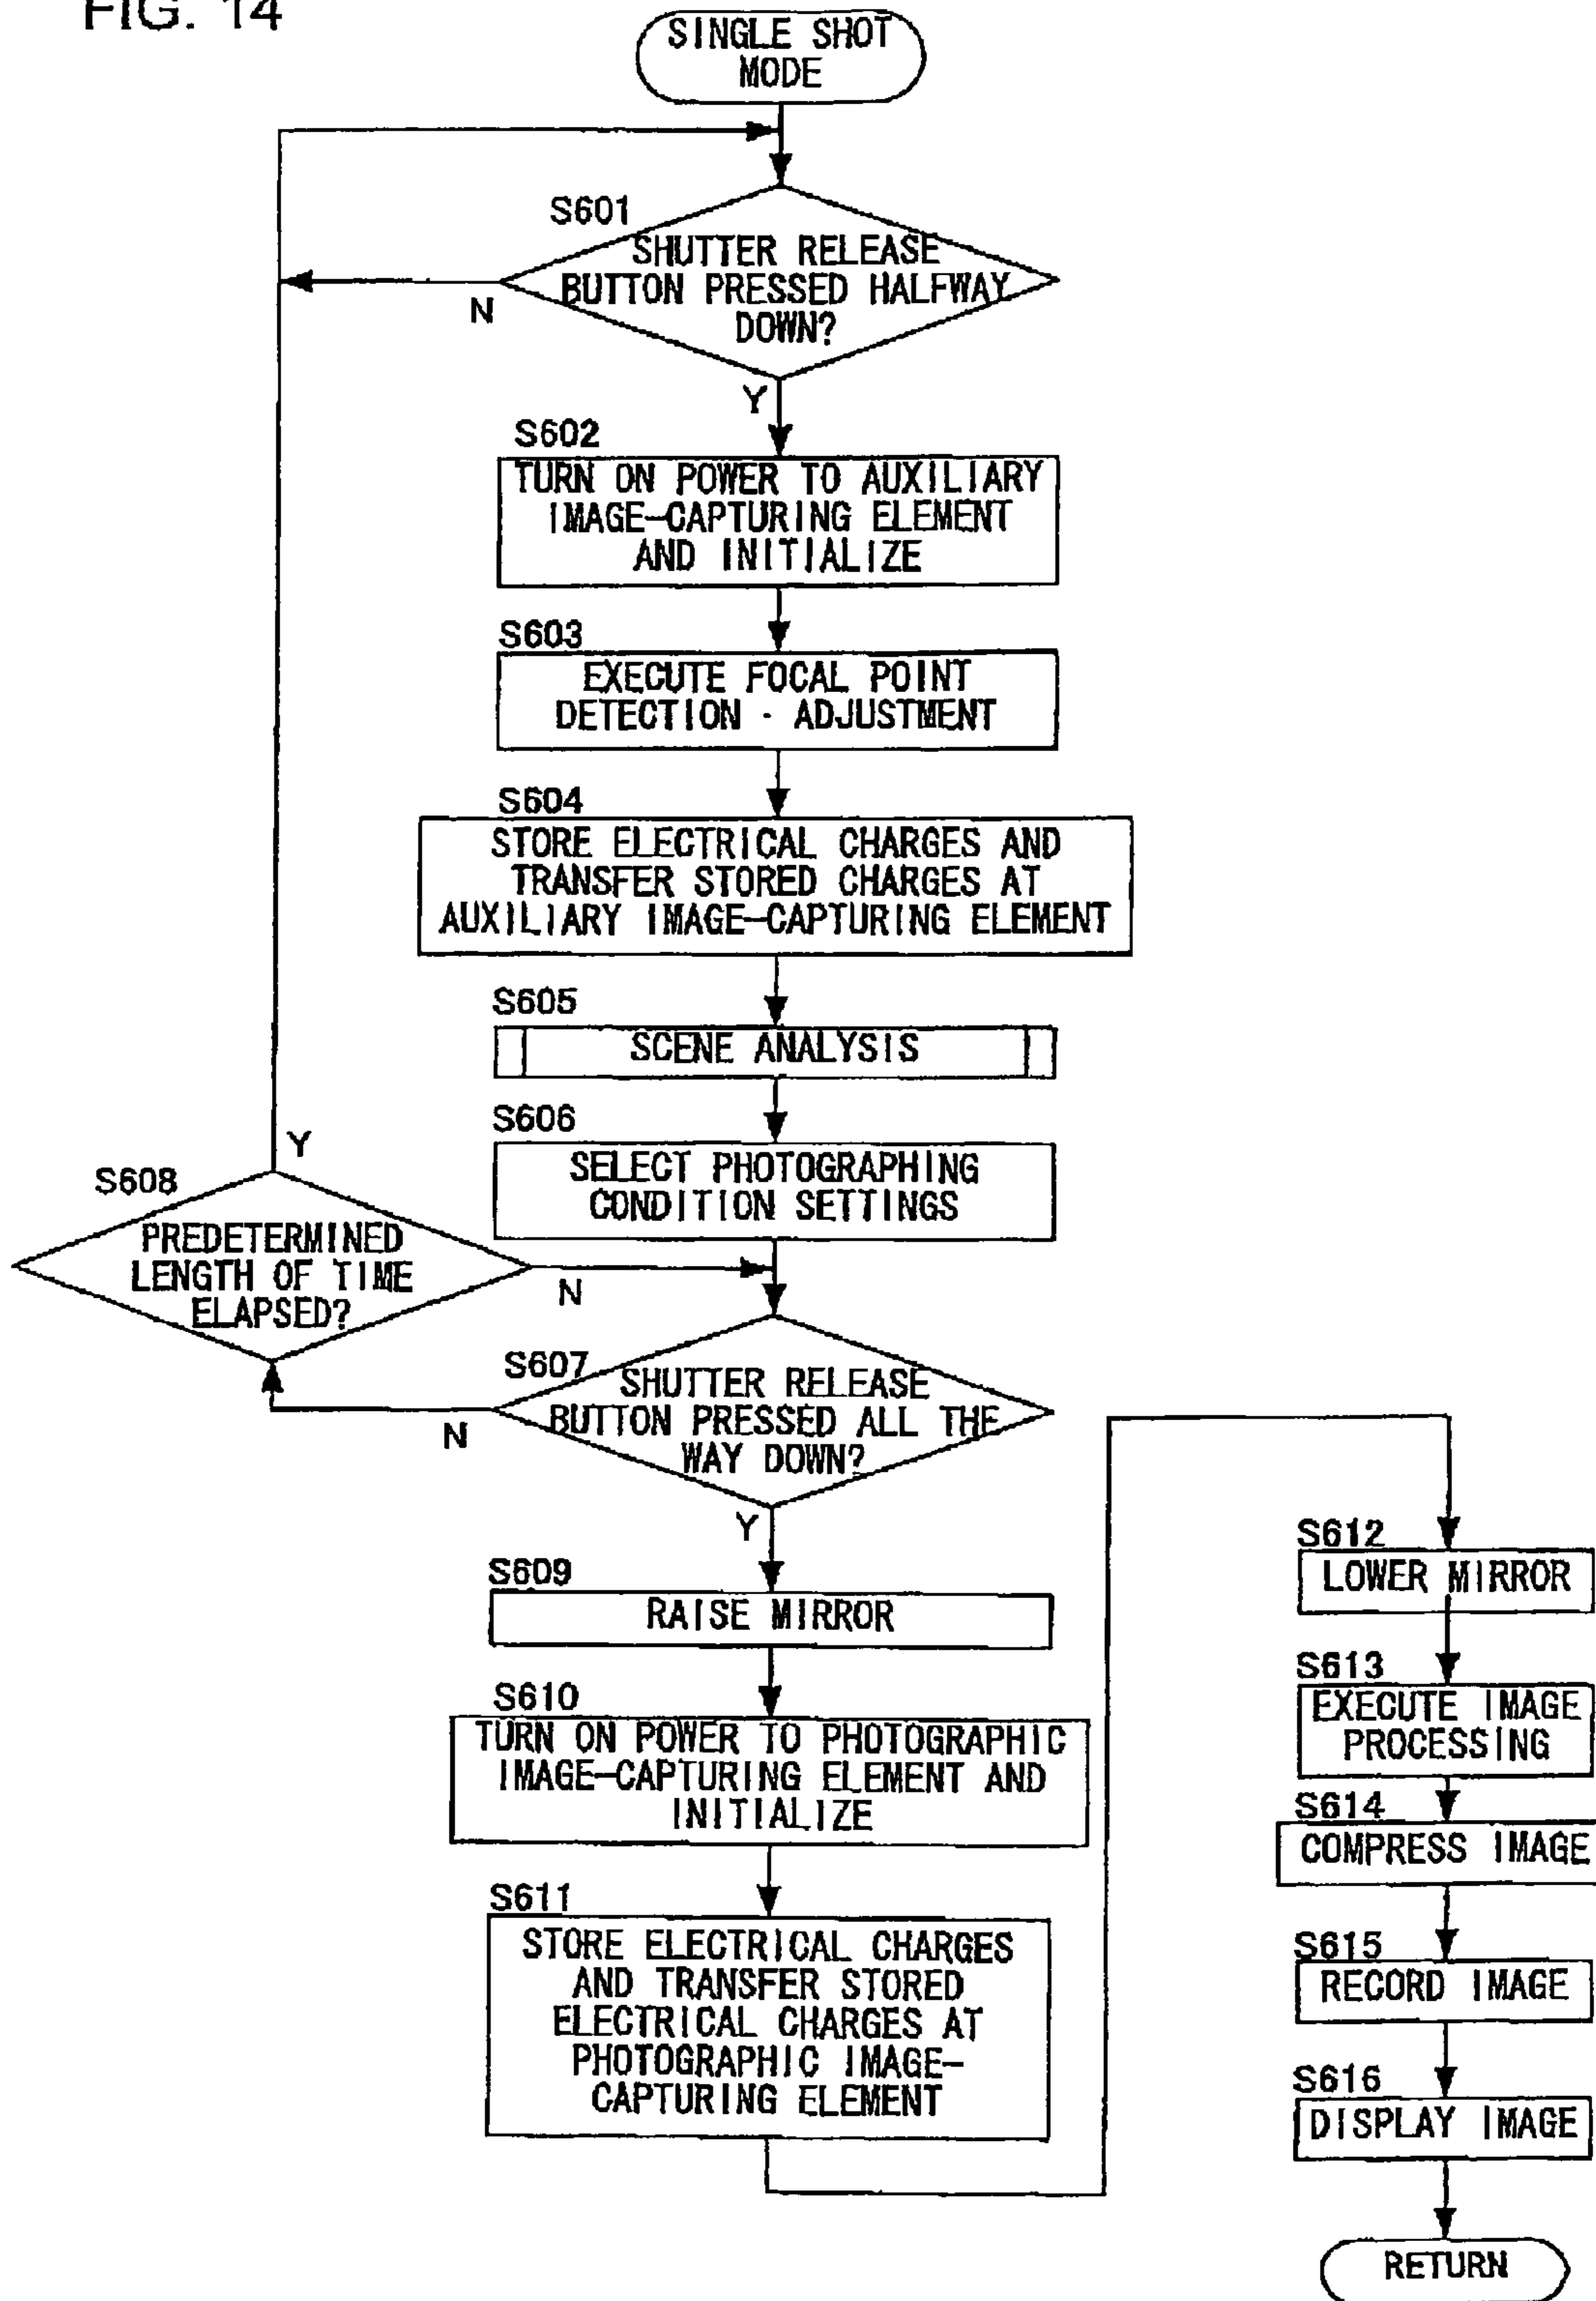 FIG. 14
SINGLE SHOT
MODE
S601
SHUTTER RELEASE
BUTTON PRESSED HALFWAY
DOWN?
N
Y
S602
TURN ON POWER TO AUXILIARY
IMAGE-CAPTURING ELEMENT
AND INITIALIZE
S603
EXECUTE FOCAL POINT
DETECTION · ADJUSTMENT
S604
STORE ELECTRICAL CHARGES AND
TRANSFER STORED CHARGES AT
AUXILIARY IMAGE-CAPTURING ELEMENT
S605
SCENE ANALYSIS
S606
SELECT PHOTOGRAPHING
CONDITION SETTINGS
Y
S608
PREDETERMINED
LENGTH OF TIME
ELAPSED?
N
S607
SHUTTER RELEASE
BUTTON PRESSED ALL THE
WAY DOWN?
N
Y
S609
RAISE MIRROR
S610
TURN ON POWER TO PHOTOGRAPHIC
IMAGE-CAPTURING ELEMENT AND
INITIALIZE
S611
STORE ELECTRICAL CHARGES
AND TRANSFER STORED
ELECTRICAL CHARGES AT
PHOTOGRAPHIC IMAGE-
CAPTURING ELEMENT
S612
LOWER MIRROR
S613
EXECUTE IMAGE
PROCESSING
S614
COMPRESS IMAGE
S615
RECORD IMAGE
S616
DISPLAY IMAGE
RETURN